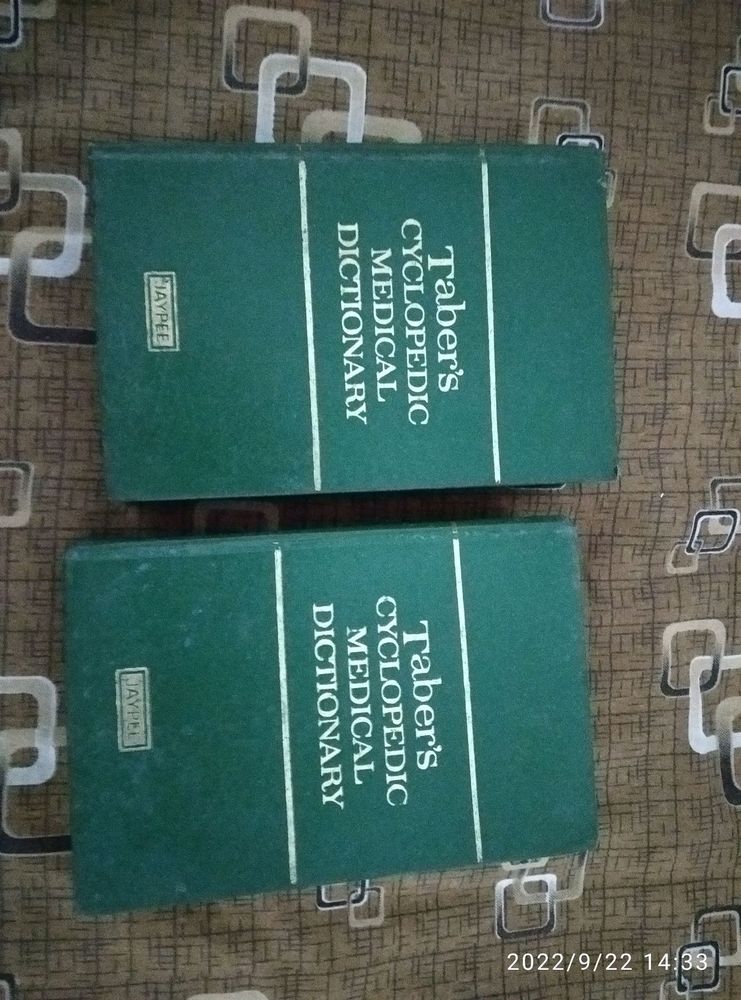 Taber's
CYCLOPEDIC
MEDICAL
DICTIONARY
JAYPEE
Taber's
CYCLOPEDIC
MEDICAL
DICTIONARY
JAYPEE
2022/9/22 14:33